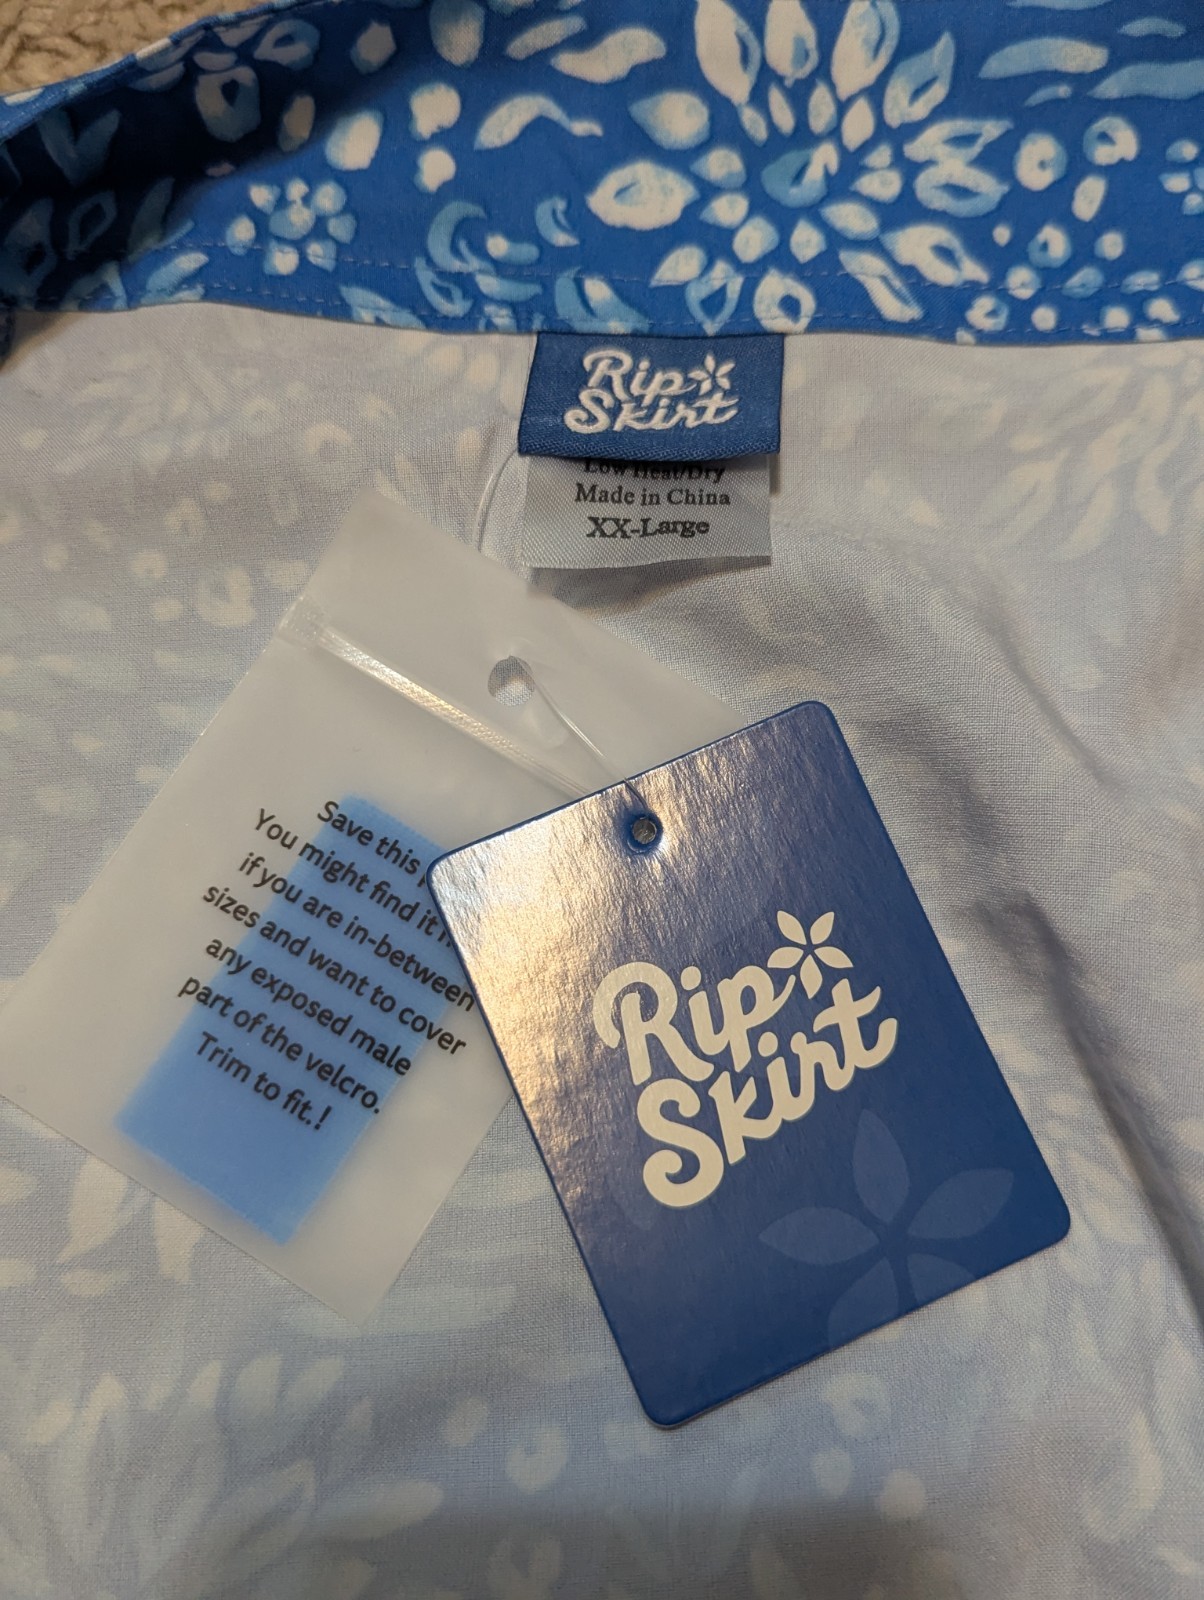 Rip
Skirt
Low Heat/Dry
Made in China
XX-Large
Save this
You might find it
if you are in-between
sizes and want to cover
any exposed male
part of the velcro.
Trim to fit.!
Rip
Skirt